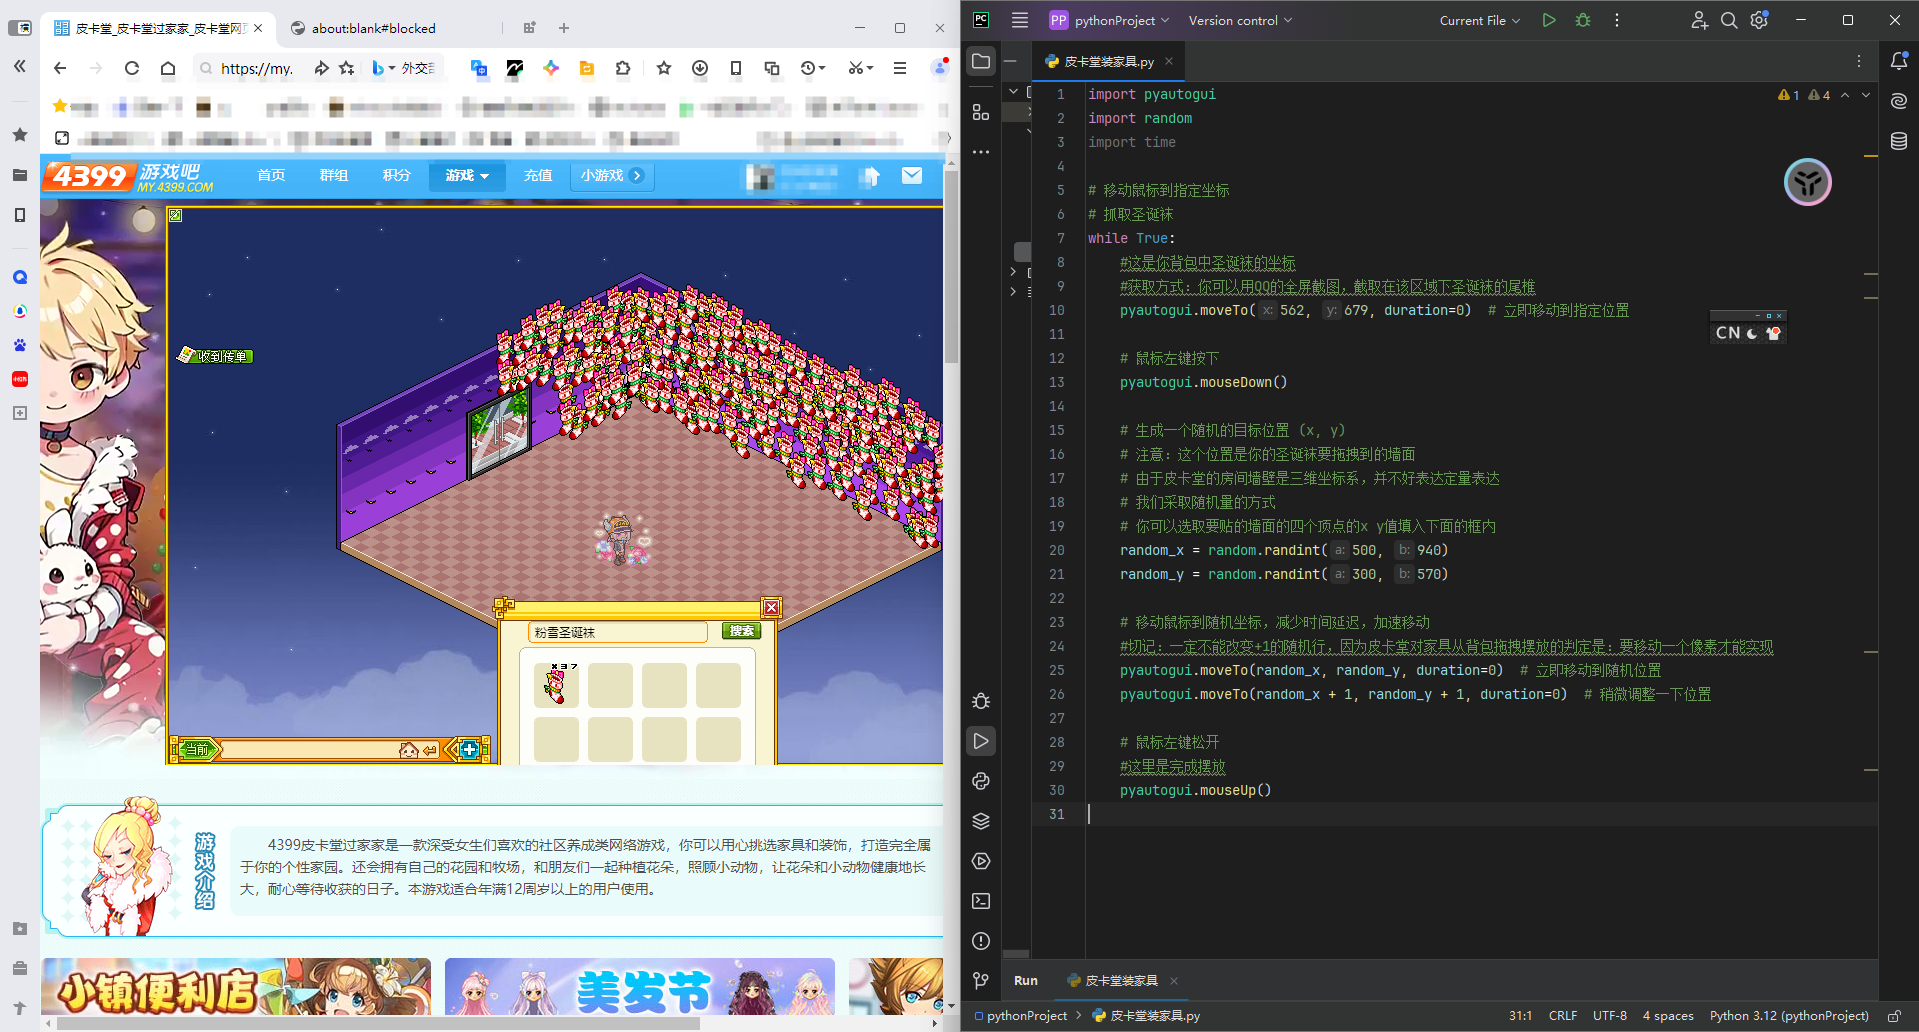 皮卡堂_皮卡堂过家家_皮卡堂网页
about:blank#blocked
https://my.
外交部
4399 游戏吧
MY.4399.COM
首页 群组 积分 游戏 充值 小游戏
收到传单
粉雪圣诞袜
搜索
x37
当前
游戏介绍
4399皮卡堂过家家是一款深受女生们喜欢的社区养成类网络游戏，你可以用心挑选家具和装饰，打造完全属
于你的个性家园。还会拥有自己的花园和牧场，和朋友们一起种植花朵，照顾小动物，让花朵和小动物健康地长
大，耐心等待收获的日子。本游戏适合年满12周岁以上的用户使用。
小镇便利店
美发节
PC
PP pythonProject Version control Current File
皮卡堂装家具.py
1 4
1 import pyautogui
2 import random
3 import time
4
5 # 移动鼠标到指定坐标
6 # 抓取圣诞袜
7 while True:
8 #这是你背包中圣诞袜的坐标
9 #获取方式：你可以用QQ的全屏截图，截取在该区域下圣诞袜的尾椎
10 pyautogui.moveTo( x: 562, y: 679, duration=0) # 立即移动到指定位置
11
12 # 鼠标左键按下
13 pyautogui.mouseDown()
14
15 # 生成一个随机的目标位置 (x, y)
16 # 注意：这个位置是你的圣诞袜要拖拽到的墙面
17 # 由于皮卡堂的房间墙壁是三维坐标系，并不好表达定量表达
18 # 我们采取随机量的方式
19 # 你可以选取要贴的墙面的四个顶点的x y值填入下面的框内
20 random_x = random.randint( a: 500, b: 940)
21 random_y = random.randint( a: 300, b: 570)
22
23 # 移动鼠标到随机坐标，减少时间延迟，加速移动
24 #切记：一定不能改变+1的随机行，因为皮卡堂对家具从背包拖拽摆放的判定是：要移动一个像素才能实现
25 pyautogui.moveTo(random_x, random_y, duration=0) # 立即移动到随机位置
26 pyautogui.moveTo(random_x + 1, random_y + 1, duration=0) # 稍微调整一下位置
27
28 # 鼠标左键松开
29 #这里是完成摆放
30 pyautogui.mouseUp()
31
CN
Run 皮卡堂装家具
pythonProject 皮卡堂装家具.py
31:1 CRLF UTF-8 4 spaces Python 3.12 (pythonProject)